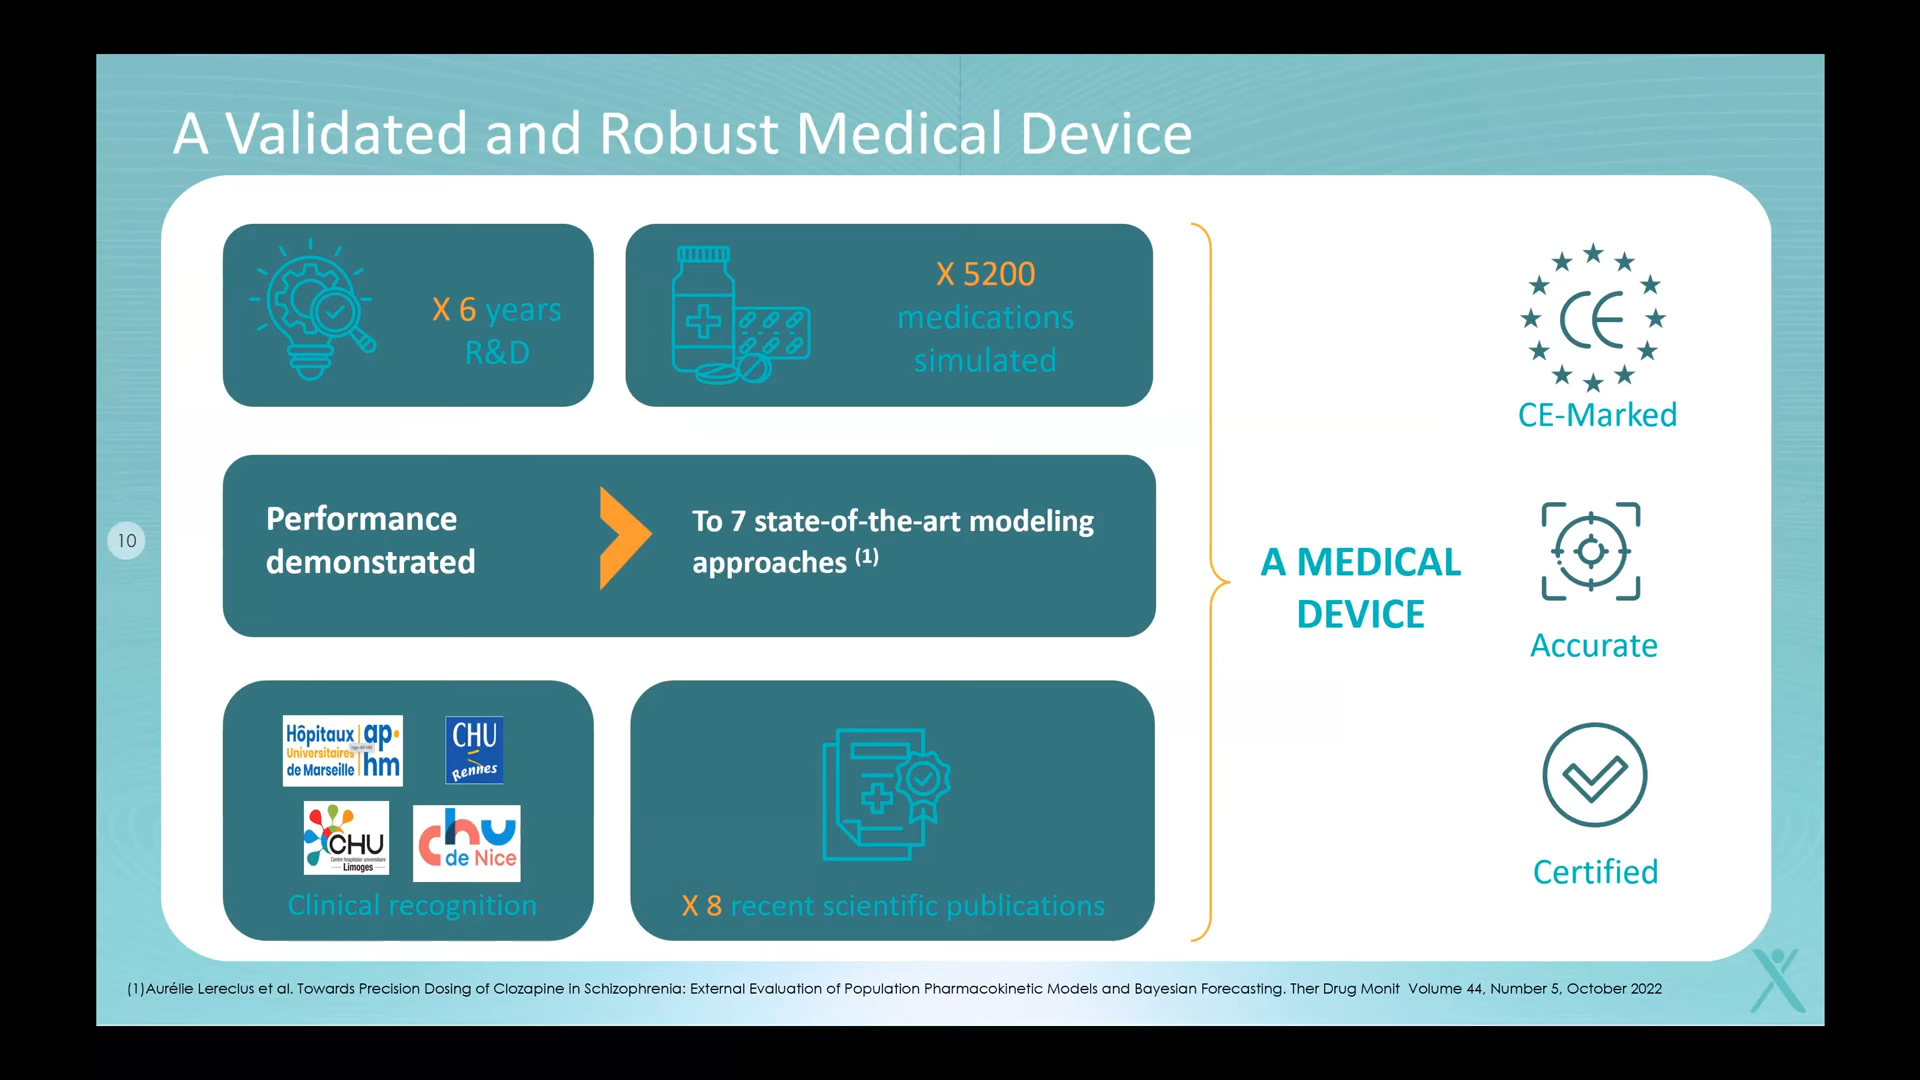 A Validated and Robust Medical Device
X 6 years
R&D
X 5200
medications
simulated
Performance
demonstrated
To 7 state-of-the-art modeling
approaches (1)
Hôpitaux
Universitaires
de Marseille
ap·
hm
CHU
Rennes
CHU
Centre hospitalier universitaire
Limoges
chu
de Nice
Clinical recognition
X 8 recent scientific publications
A MEDICAL
DEVICE
CE
CE-Marked
Accurate
Certified
10
(1)Aurélie Lereclus et al. Towards Precision Dosing of Clozapine in Schizophrenia: External Evaluation of Population Pharmacokinetic Models and Bayesian Forecasting. Ther Drug Monit Volume 44, Number 5, October 2022